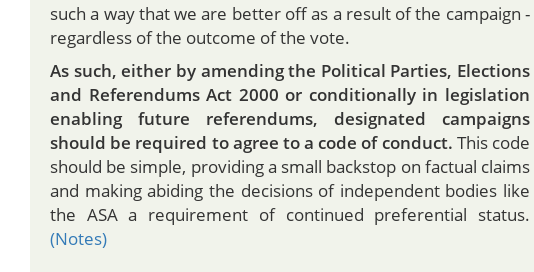 such a way that we are better off as a result of the campaign -
regardless of the outcome of the vote.
As such, either by amending the Political Parties, Elections
and Referendums Act 2000 or conditionally in legislation
enabling future referendums, designated campaigns
should be required to agree to a code of conduct. This code
should be simple, providing a small backstop on factual claims
and making abiding the decisions of independent bodies like
the ASA a requirement of continued preferential status.
(Notes)